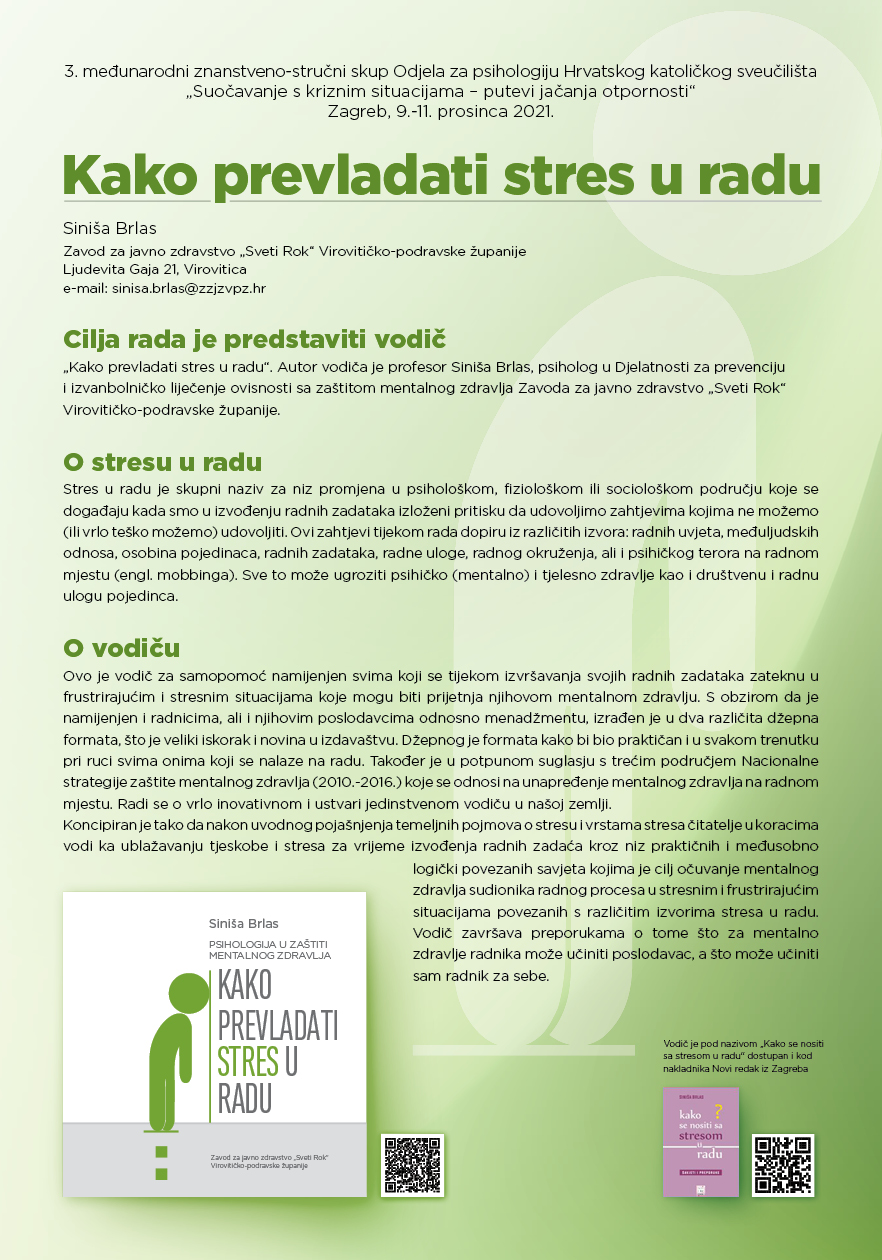 3. međunarodni znanstveno-stručni skup Odjela za psihologiju Hrvatskog katoličkog sveučilišta
„Suočavanje s kriznim situacijama – putevi jačanja otpornosti“
Zagreb, 9.-11. prosinca 2021.
Kako prevladati stres u radu
Siniša Brlas
Zavod za javno zdravstvo „Sveti Rok“ Virovitičko-podravske županije
Ljudevita Gaja 21, Virovitica
e-mail: sinisa.brlas@zzjzvpz.hr
Cilja rada je predstaviti vodič
„Kako prevladati stres u radu“. Autor vodiča je profesor Siniša Brlas, psiholog u Djelatnosti za prevenciju
i izvanbolničko liječenje ovisnosti sa zaštitom mentalnog zdravlja Zavoda za javno zdravstvo „Sveti Rok“
Virovitičko-podravske županije.
O stresu u radu
Stres u radu je skupni naziv za niz promjena u psihološkom, fiziološkom ili sociološkom području koje se
događaju kada smo u izvođenju radnih zadataka izloženi pritisku da udovoljimo zahtjevima kojima ne možemo
(ili vrlo teško možemo) udovoljiti. Ovi zahtjevi tijekom rada dopiru iz različitih izvora: radnih uvjeta, međuljudskih
odnosa, osobina pojedinaca, radnih zadataka, radne uloge, radnog okruženja, ali i psihičkog terora na radnom
mjestu (engl. mobbinga). Sve to može ugroziti psihičko (mentalno) i tjelesno zdravlje kao i društvenu i radnu
ulogu pojedinca.
O vodiču
Ovo je vodič za samopomoć namijenjen svima koji se tijekom izvršavanja svojih radnih zadataka zateknu u
frustrirajućim i stresnim situacijama koje mogu biti prijetnja njihovom mentalnom zdravlju. S obzirom da je
namijenjen i radnicima, ali i njihovim poslodavcima odnosno menadžmentu, izrađen je u dva različita džepna
formata, što je veliki iskorak i novina u izdavaštvu. Džepnog je formata kako bi bio praktičan i u svakom trenutku
pri ruci svima onima koji se nalaze na radu. Također je u potpunom suglasju s trećim područjem Nacionalne
strategije zaštite mentalnog zdravlja (2010.-2016.) koje se odnosi na unapređenje mentalnog zdravlja na radnom
mjestu. Radi se o vrlo inovativnom i ustvari jedinstvenom vodiču u našoj zemlji.
Koncipiran je tako da nakon uvodnog pojašnjenja temeljnih pojmova o stresu i vrstama stresa čitatelje u koracima
vodi ka ublažavanju tjeskobe i stresa za vrijeme izvođenja radnih zadaća kroz niz praktičnih i međusobno
logički povezanih savjeta kojima je cilj očuvanje mentalnog
zdravlja sudionika radnog procesa u stresnim i frustrirajućim
situacijama povezanih s različitim izvorima stresa u radu.
Vodič završava preporukama o tome što za mentalno
zdravlje radnika može učiniti poslodavac, a što može učiniti
sam radnik za sebe.
Siniša Brlas
PSIHOLOGIJA U ZAŠTITI
MENTALNOG ZDRAVLJA
KAKO
PREVLADATI
STRES U
RADU
Zavod za javno zdravstvo „Sveti Rok“
Virovitičko-podravske županije
Vodič je pod nazivom „Kako se nositi
sa stresom u radu“ dostupan i kod
nakladnika Novi redak iz Zagreba
SINIŠA BRLAS
kako ?
se nositi sa
stresom
u
radu
SAVJETI I PREPORUKE